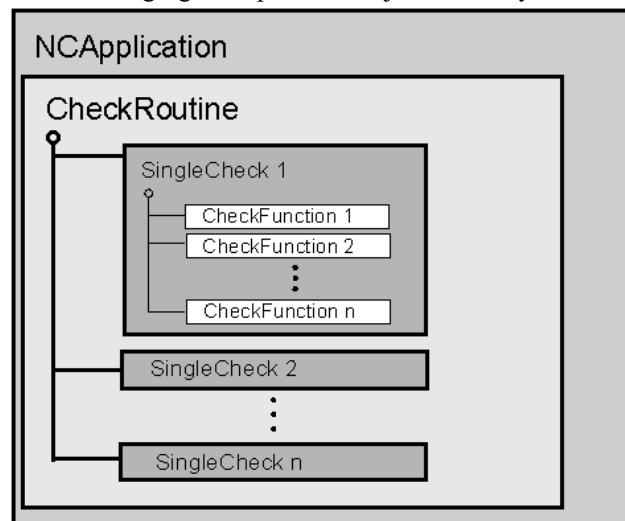 NCApplication
CheckRoutine
SingleCheck 1
CheckFunction 1
CheckFunction 2
CheckFunction n
SingleCheck 2
SingleCheck n